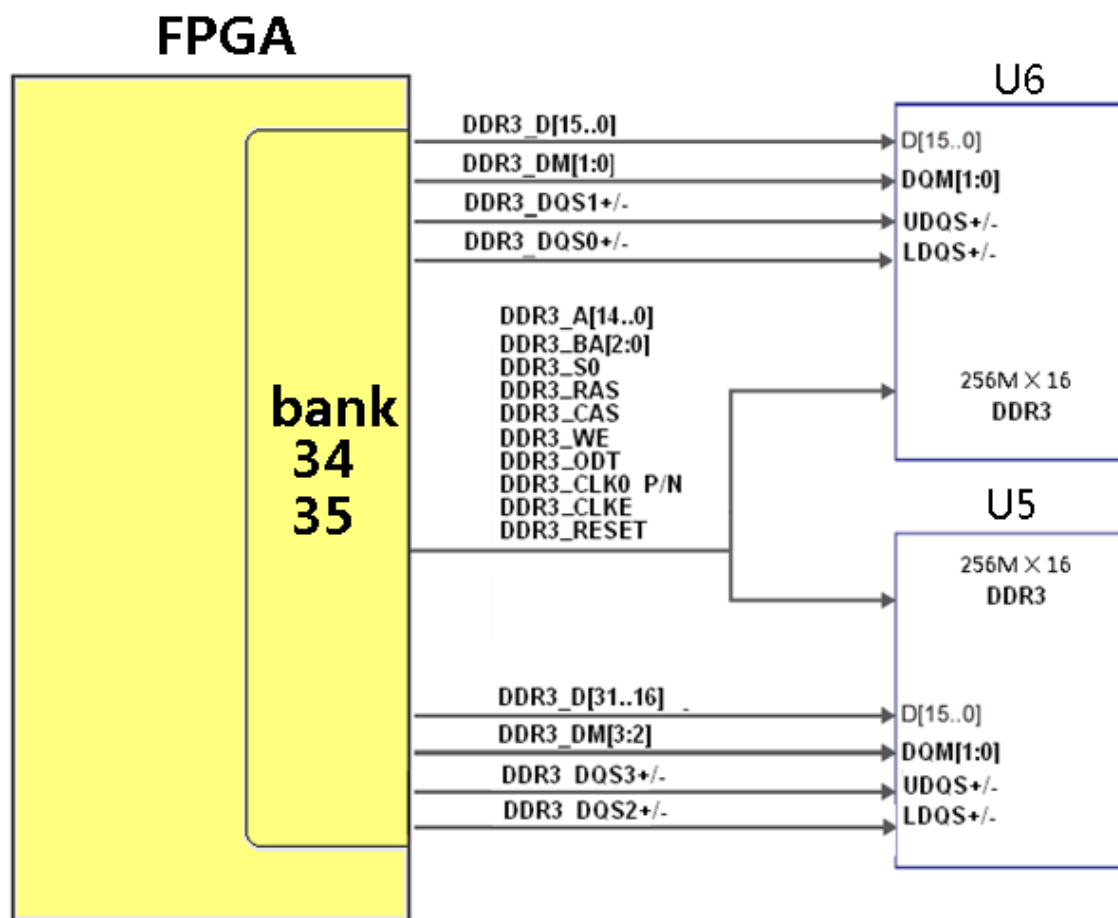 FPGA
U6
DDR3_D[15..0]
D[15..0]
DDR3_DM[1:0]
DQM[1:0]
DDR3_DQS1+/-
UDQS+/-
DDR3_DQS0+/-
LDQS+/-
DDR3_A[14..0]
DDR3_BA[2:0]
DDR3_S0
DDR3_RAS
DDR3_CAS
DDR3_WE
DDR3_ODT
DDR3_CLK0 P/N
DDR3_CLKE
DDR3_RESET
bank
34
35
256M×16
DDR3
U5
256M×16
DDR3
DDR3_D[31..16]
D[15..0]
DDR3_DM[3:2]
DQM[1:0]
DDR3 DQS3+/-
UDQS+/-
DDR3 DQS2+/-
LDQS+/-